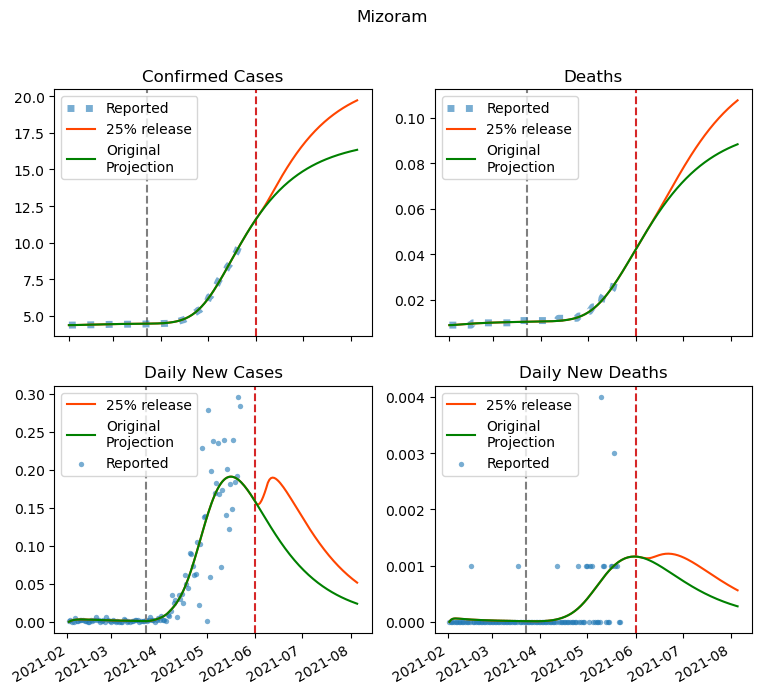 Mizoram
Confirmed Cases
20.0
17.5
15.0
12.5
10.0
7.5
5.0
Reported
25% release
Original
Projection
Deaths
0.10
0.08
0.06
0.04
0.02
Reported
25% release
Original
Projection
Daily New Cases
0.30
0.25
0.20
0.15
0.10
0.05
0.00
25% release
Original
Projection
Reported
2021-02
2021-03
2021-04
2021-05
2021-06
2021-07
2021-08
Daily New Deaths
0.004
0.003
0.002
0.001
0.000
25% release
Original
Projection
Reported
2021-02
2021-03
2021-04
2021-05
2021-06
2021-07
2021-08